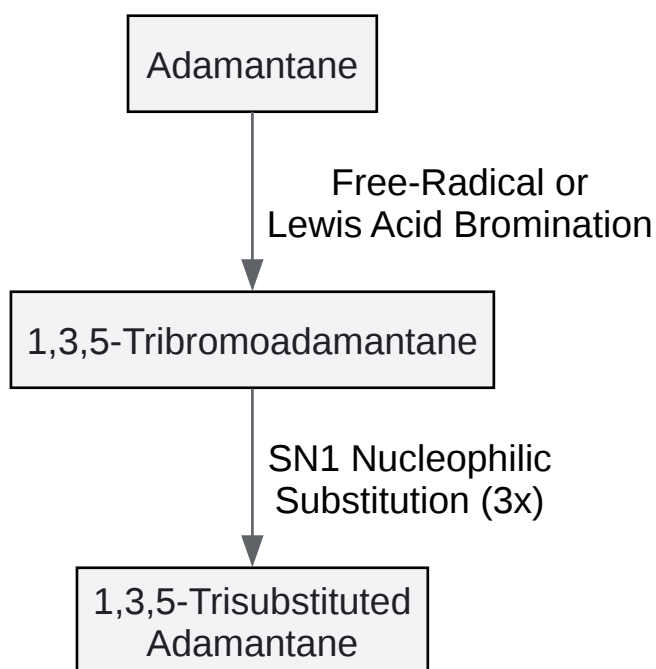 Adamantane
Free-Radical or
Lewis Acid Bromination
1,3,5-Tribromoadamantane
SN1 Nucleophilic
Substitution (3x)
1,3,5-Trisubstituted
Adamantane